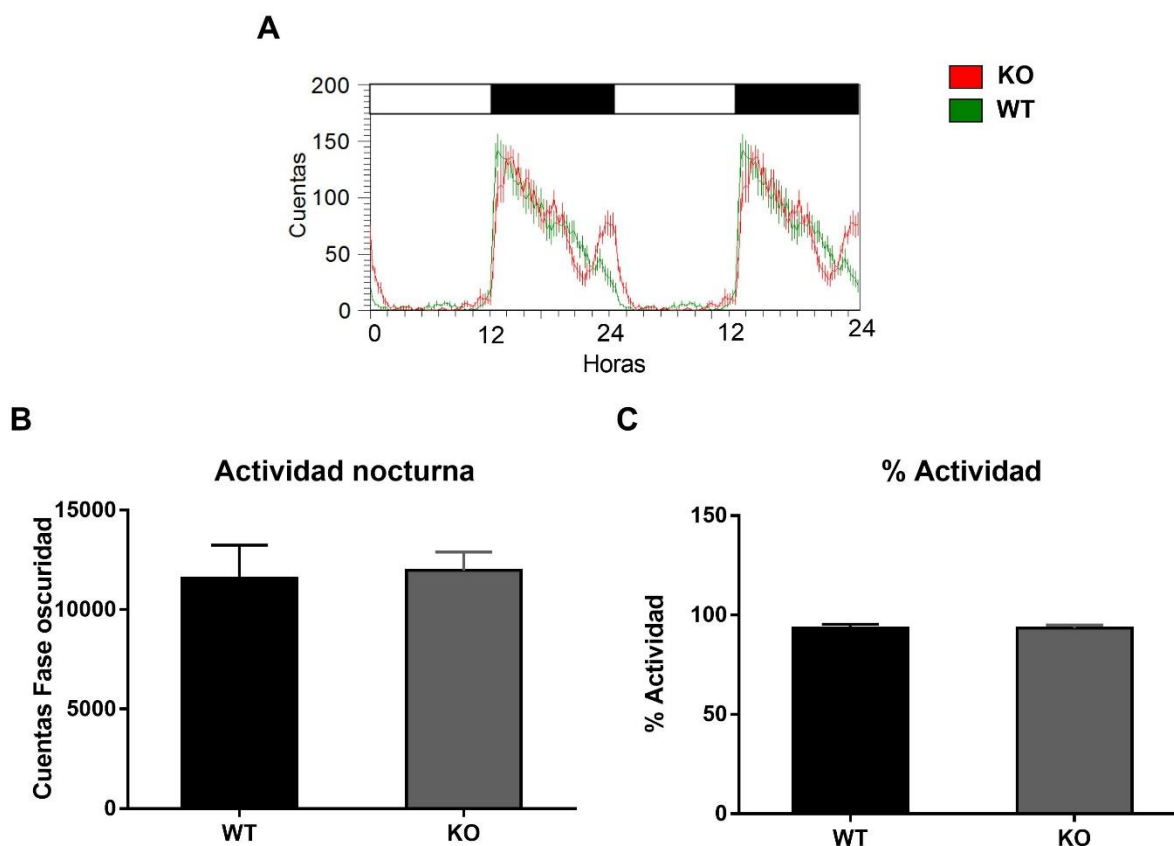 A
KO
WT
200
150
100
50
0
Cuentas
0 12 24 12 24
Horas
B
Actividad nocturna
15000
10000
5000
0
Cuentas Fase oscuridad
WT KO
C
% Actividad
150
100
50
0
% Actividad
WT KO